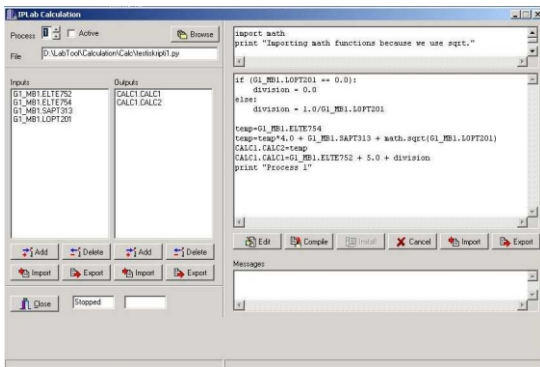 IPLab Calculation
Process 1 Active Browse
File D:\LabTool\Calculation\Calc\testiskripti1.py
Inputs Outputs
G1_MB1.ELTE752
G1_MB1.ELTE754
G1_MB1.SAPT313
G1_MB1.LOPT201
CALC1.CALC1
CALC1.CALC2
Add Delete Add Delete
Import Export Import Export
Close Stopped
import math
print "Importing math functions because we use sqrt."
if (G1_MB1.LOPT201 == 0.0):
division = 0.0
else:
division = 1.0/G1_MB1.LOPT201
temp=G1_MB1.ELTE754
temp=temp*4.0 + G1_MB1.SAPT313 + math.sqrt(G1_MB1.LOPT201)
CALC1.CALC2=temp
CALC1.CALC1=G1_MB1.ELTE752 + 5.0 + division
print "Process 1"
Edit Compile Install Cancel Import Export
Messages